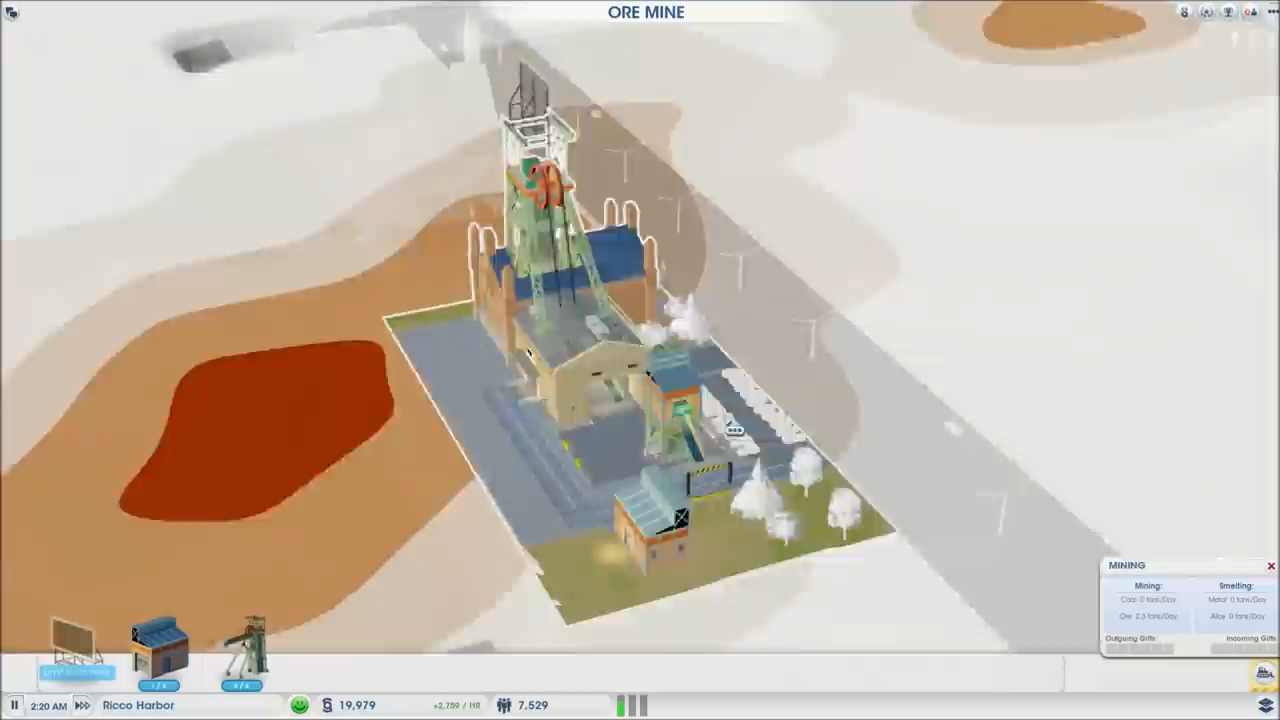 ORE MINE
MINING
Mining:
Smelting:
Coal 0 tons/Day
Metal 0 tons/Day
Ore 2.3 tons/Day
Alloy 0 tons/Day
Outgoing Gifts
Incoming Gifts
2:20 AM
Ricco Harbor
19,979
+2,759 / HR
7,529